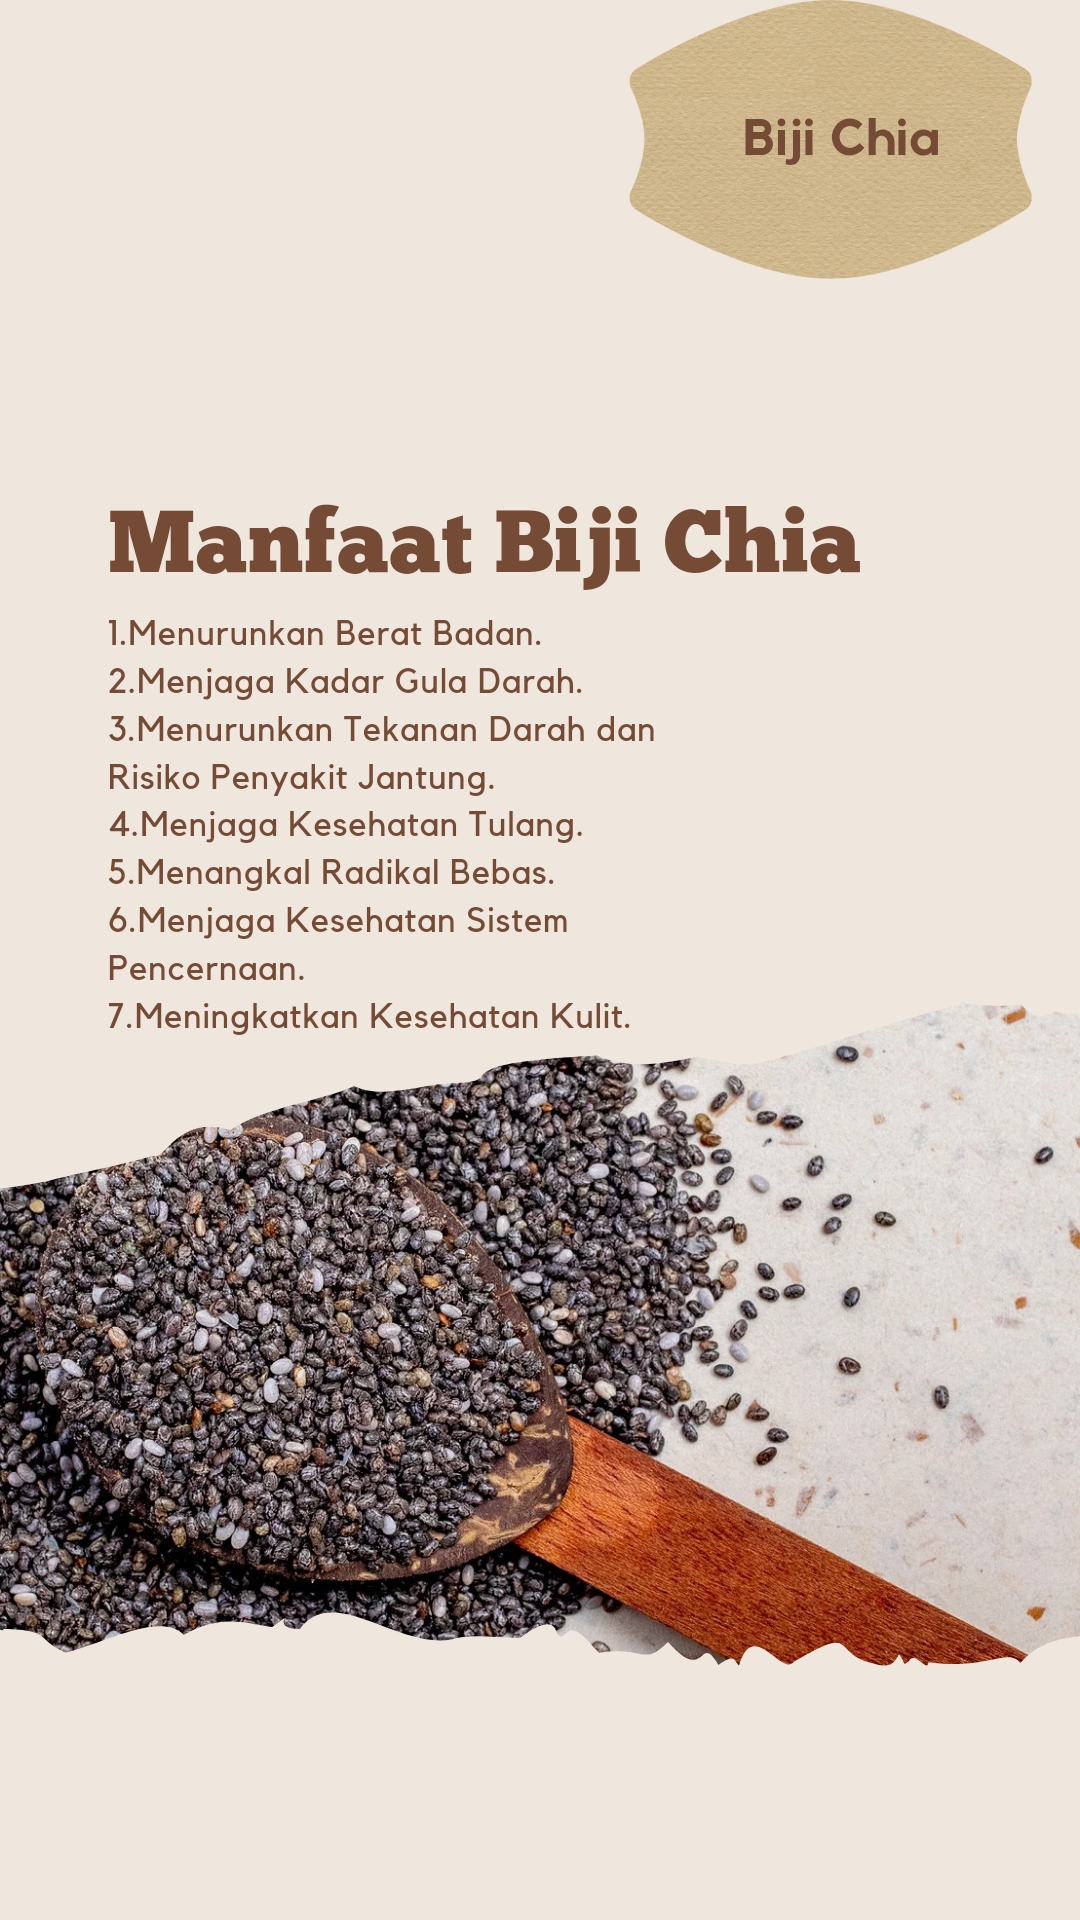 Biji Chia
Manfaat Biji Chia
1.Menurunkan Berat Badan.
2.Menjaga Kadar Gula Darah.
3.Menurunkan Tekanan Darah dan
Risiko Penyakit Jantung.
4.Menjaga Kesehatan Tulang.
5.Menangkal Radikal Bebas.
6.Menjaga Kesehatan Sistem
Pencernaan.
7.Meningkatkan Kesehatan Kulit.